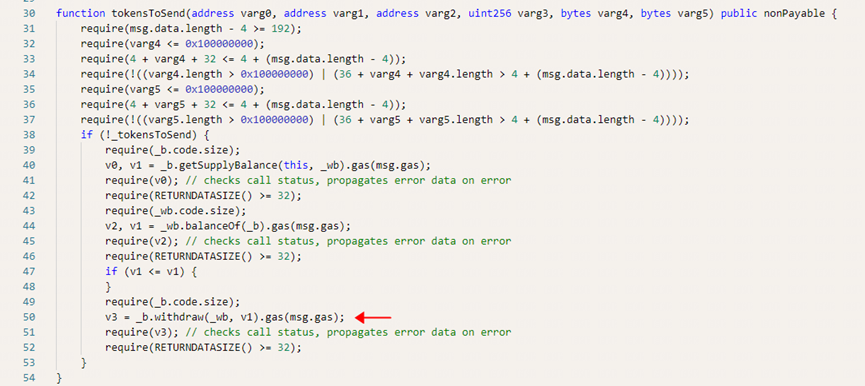 30 function tokensToSend(address varg0, address varg1, address varg2, uint256 varg3, bytes varg4, bytes varg5) public nonPayable {
31 require(msg.data.length - 4 >= 192);
32 require(varg4 <= 0x100000000);
33 require(4 + varg4 + 32 <= 4 + (msg.data.length - 4));
34 require(!((varg4.length > 0x100000000) | (36 + varg4 + varg4.length > 4 + (msg.data.length - 4))));
35 require(varg5 <= 0x100000000);
36 require(4 + varg5 + 32 <= 4 + (msg.data.length - 4));
37 require(!((varg5.length > 0x100000000) | (36 + varg5 + varg5.length > 4 + (msg.data.length - 4))));
38 if (!_tokensToSend) {
39 require(_b.code.size);
40 v0, v1 = _b.getSupplyBalance(this, _wb).gas(msg.gas);
41 require(v0); // checks call status, propagates error data on error
42 require(RETURNDATASIZE() >= 32);
43 require(_wb.code.size);
44 v2, v1 = _wb.balanceOf(_b).gas(msg.gas);
45 require(v2); // checks call status, propagates error data on error
46 require(RETURNDATASIZE() >= 32);
47 if (v1 <= v1) {
48 }
49 require(_b.code.size);
50 v3 = _b.withdraw(_wb, v1).gas(msg.gas);
51 require(v3); // checks call status, propagates error data on error
52 require(RETURNDATASIZE() >= 32);
53 }
54 }